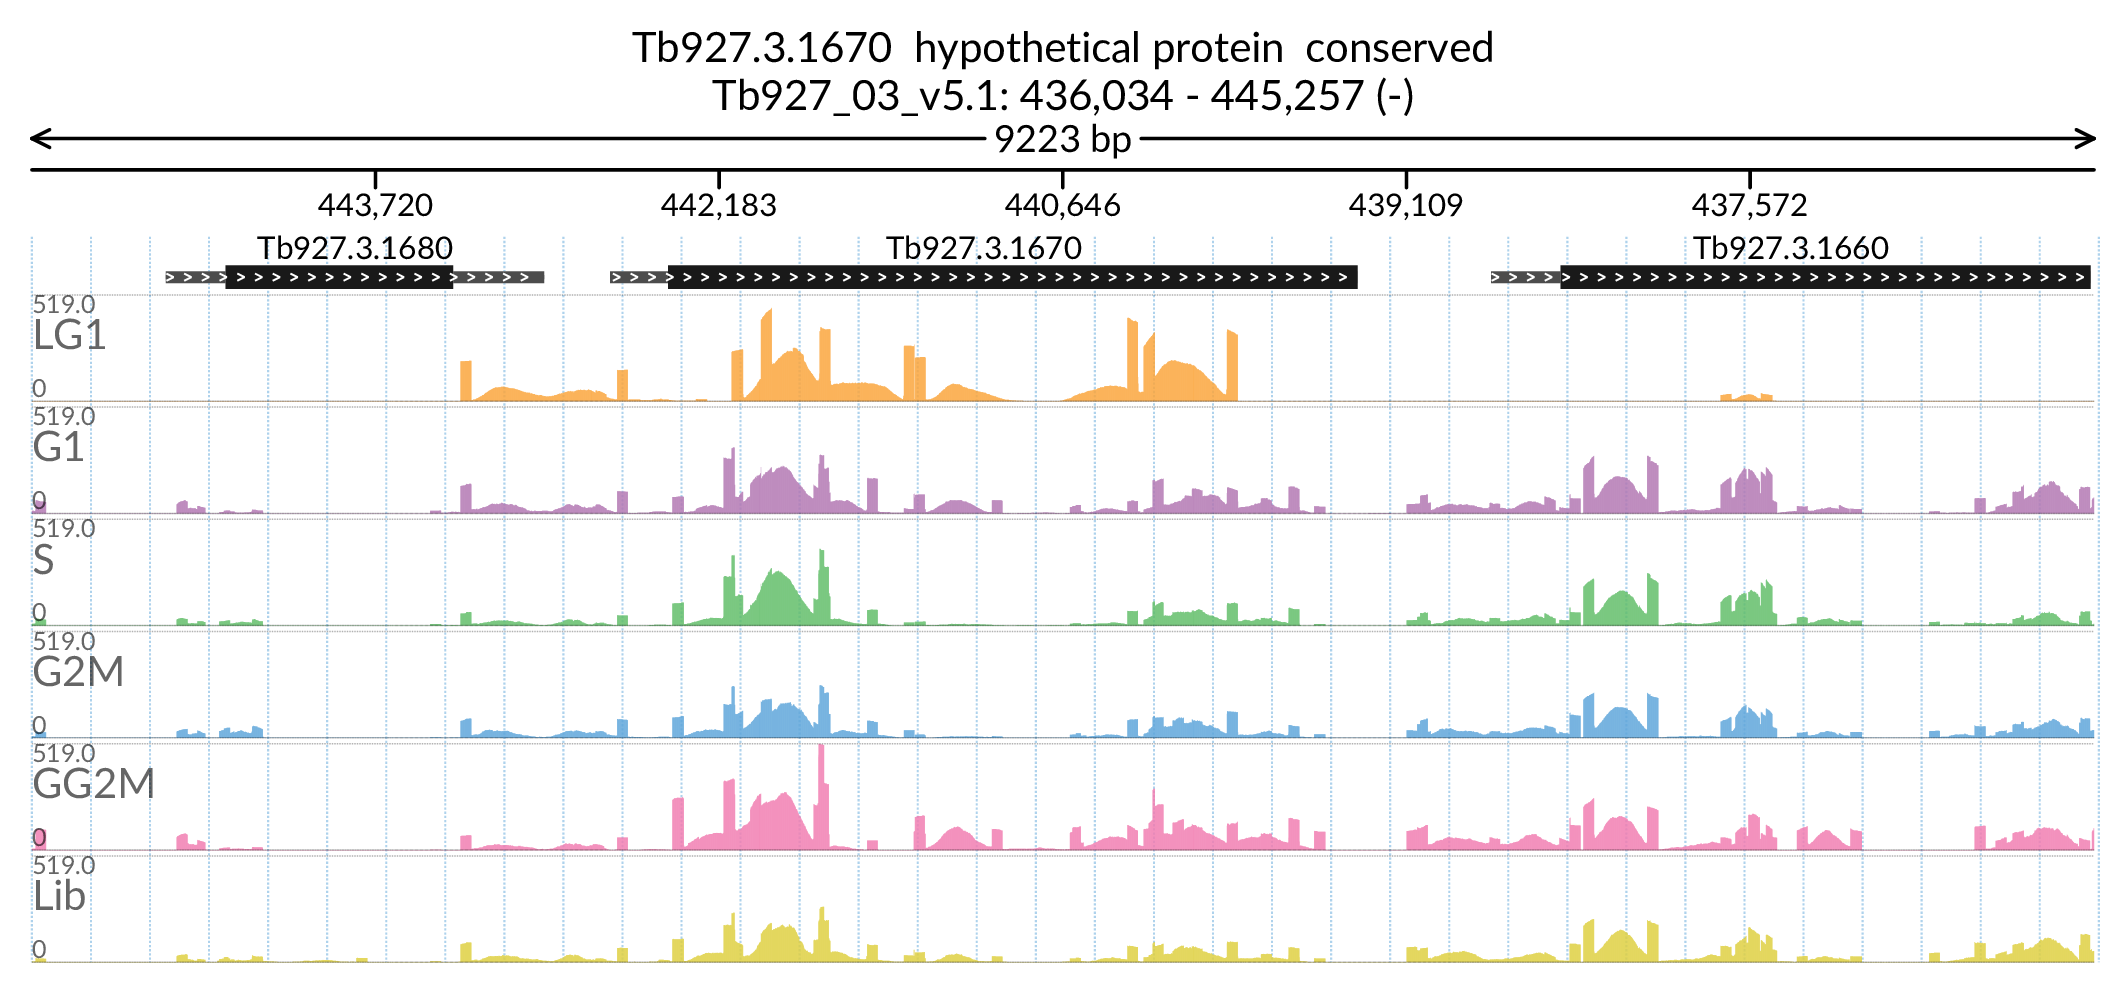 Tb927.3.1670  hypothetical protein  conserved
Tb927_03_v5.1: 436,034 - 445,257 (-)
9223 bp
443,720 442,183 440,646 439,109 437,572
Tb927.3.1680 Tb927.3.1670 Tb927.3.1660
519.0
LG1
0
519.0
G1
0
519.0
S
0
519.0
G2M
0
519.0
GG2M
0
519.0
Lib
0